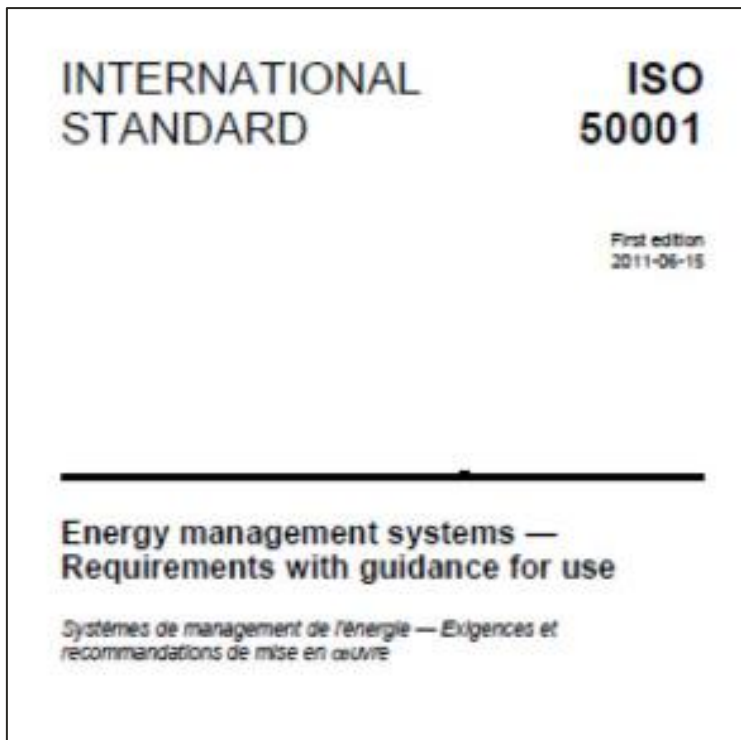 INTERNATIONAL
STANDARD
ISO
50001
First edition
2011-06-15
Energy management systems —
Requirements with guidance for use
Systèmes de management de l'énergie — Exigences et
recommandations de mise en œuvre